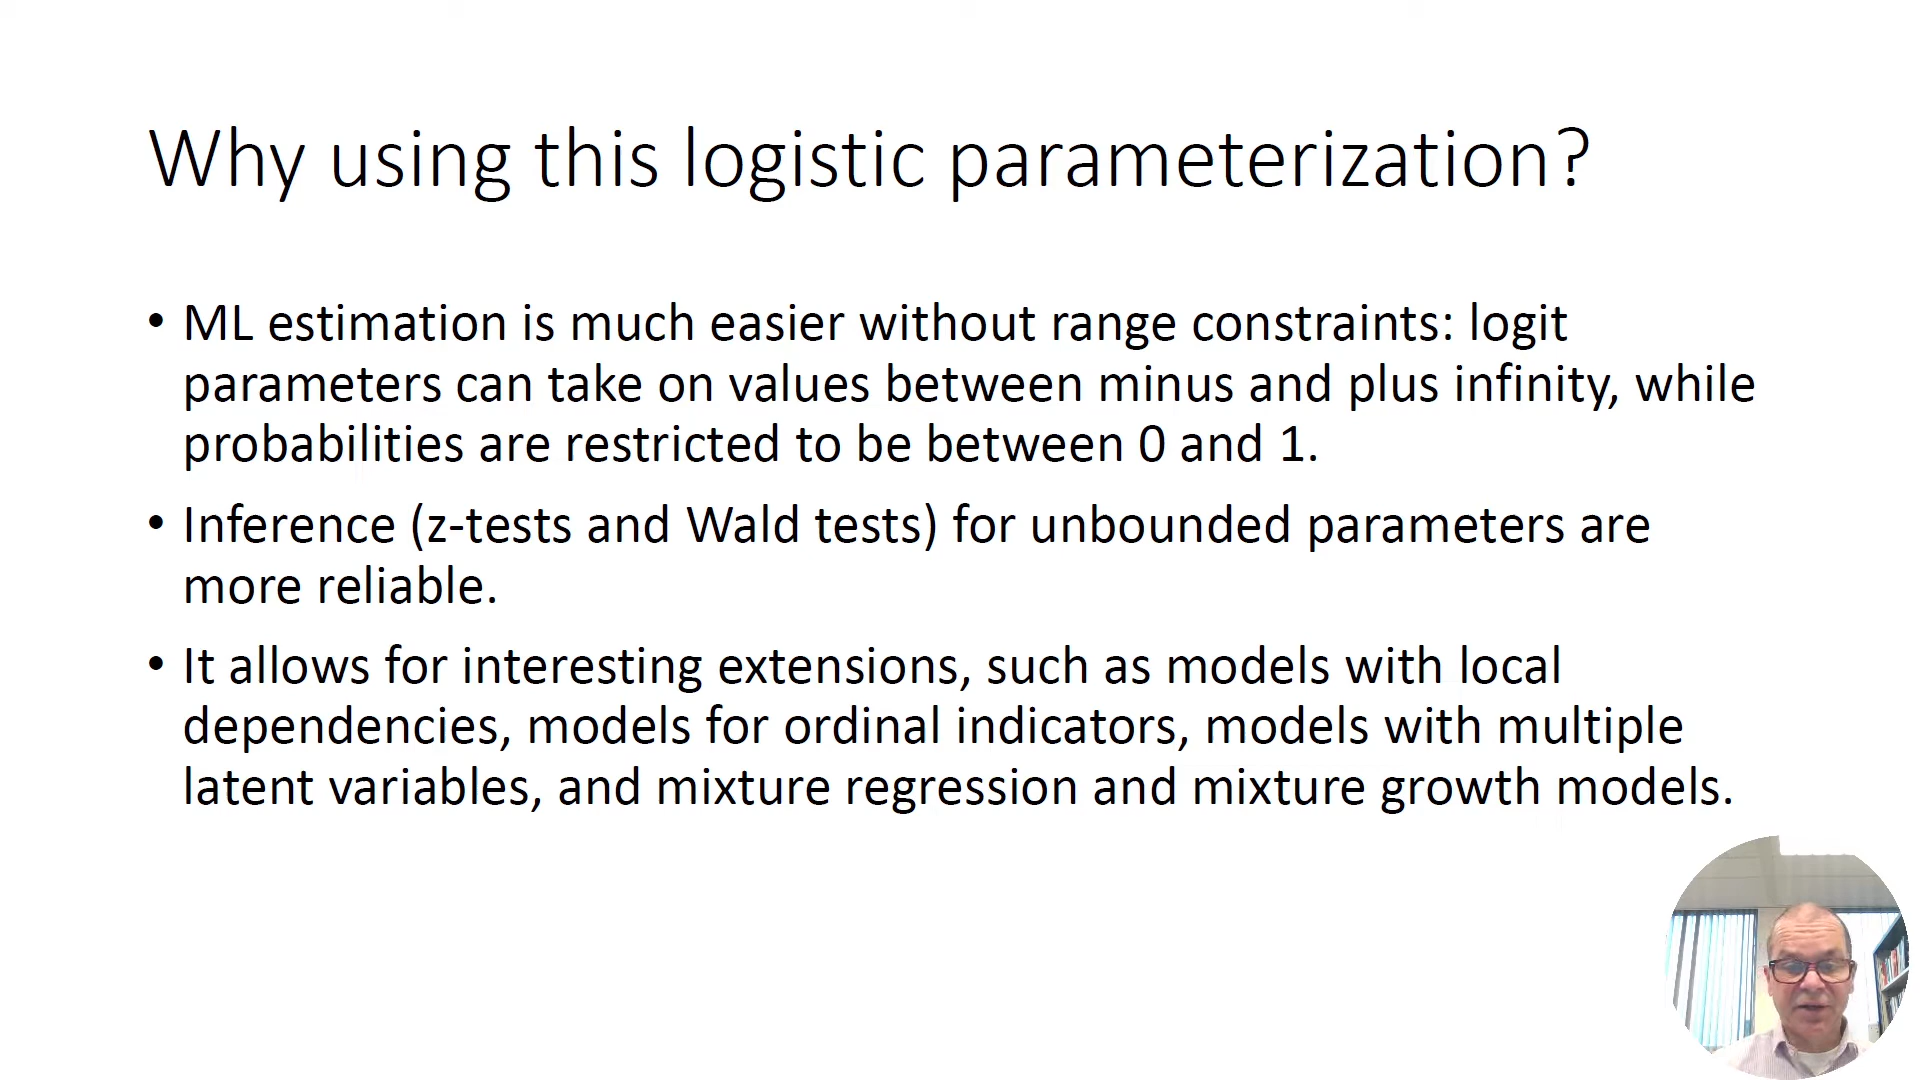 Why using this logistic parameterization?
• ML estimation is much easier without range constraints: logit
parameters can take on values between minus and plus infinity, while
probabilities are restricted to be between 0 and 1.
• Inference (z-tests and Wald tests) for unbounded parameters are
more reliable.
• It allows for interesting extensions, such as models with local
dependencies, models for ordinal indicators, models with multiple
latent variables, and mixture regression and mixture growth models.